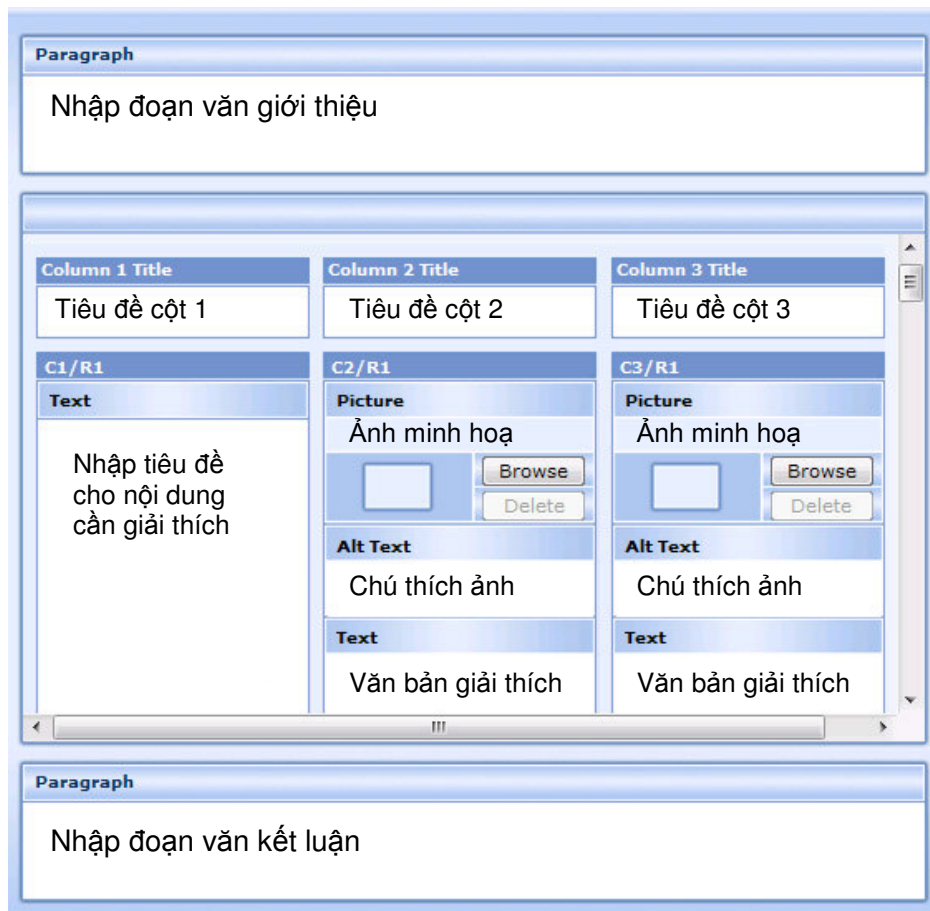 Paragraph
Nhập đoạn văn giới thiệu
Column 1 Title
Column 2 Title
Column 3 Title
Tiêu đề cột 1
Tiêu đề cột 2
Tiêu đề cột 3
C1/R1
C2/R1
C3/R1
Text
Nhập tiêu đề
cho nội dung
cần giải thích
Picture
Ảnh minh hoạ
Browse
Delete
Alt Text
Chú thích ảnh
Text
Văn bản giải thích
Picture
Ảnh minh hoạ
Browse
Delete
Alt Text
Chú thích ảnh
Text
Văn bản giải thích
Paragraph
Nhập đoạn văn kết luận